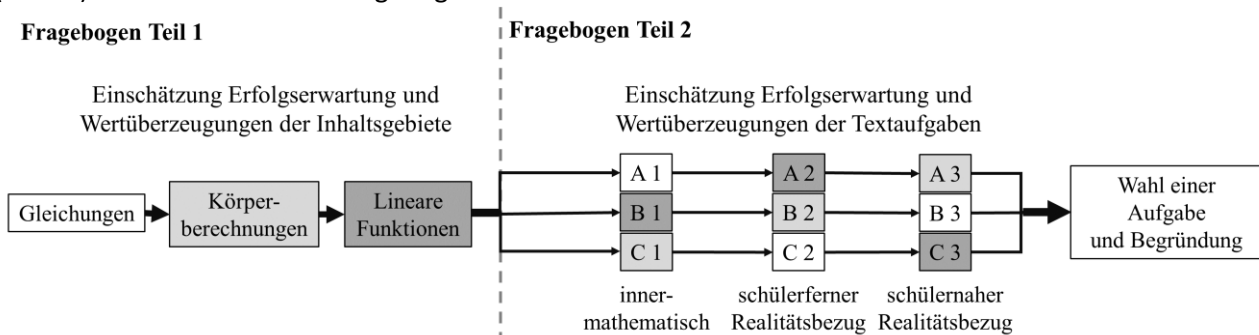 Fragebogen Teil 1
Fragebogen Teil 2
Einschätzung Erfolgserwartung und
Wertüberzeugungen der Inhaltsgebiete
Einschätzung Erfolgserwartung und
Wertüberzeugungen der Textaufgaben
Gleichungen
Körper-
berechnungen
Lineare
Funktionen
A 1
A 2
A 3
B 1
B 2
B 3
C 1
C 2
C 3
Wahl einer
Aufgabe
und Begründung
inner-
mathematisch
schülerferner
Realitätsbezug
schülernaher
Realitätsbezug